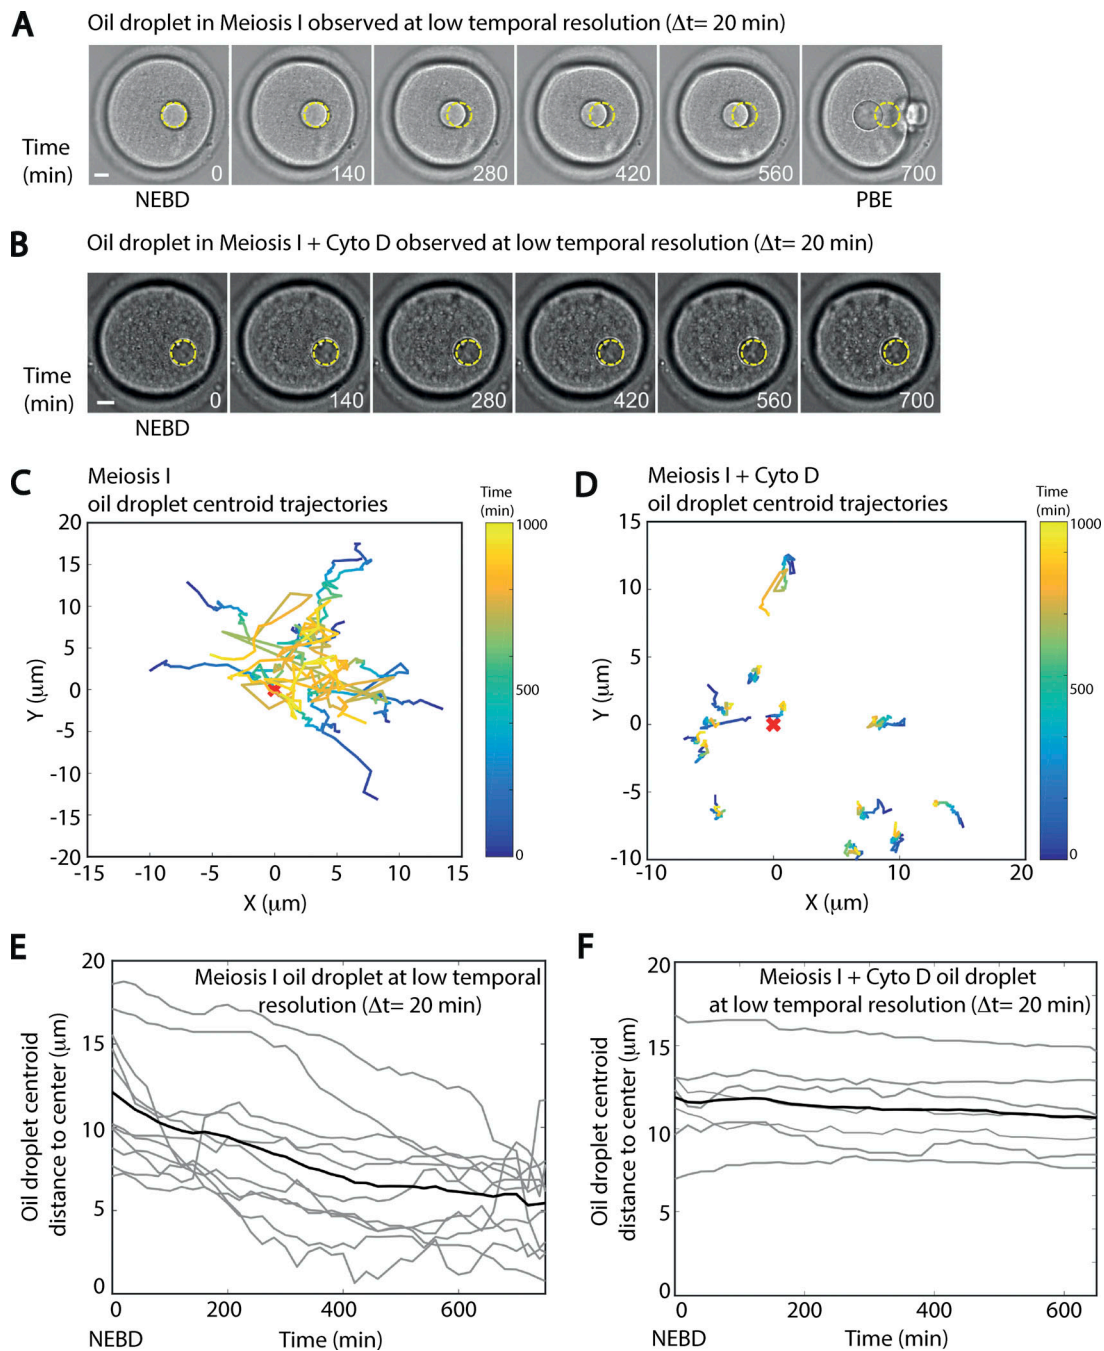 A
Oil droplet in Meiosis I observed at low temporal resolution (Δt= 20 min)
Time
(min)
0
140
280
420
560
700
NEBD
PBE
B
Oil droplet in Meiosis I + Cyto D observed at low temporal resolution (Δt= 20 min)
Time
(min)
0
140
280
420
560
700
NEBD
C
Meiosis I
oil droplet centroid trajectories
Time
(min)
1000
500
0
20
15
10
5
0
-5
-10
-15
-20
Y (μm)
-15
-10
-5
0
5
10
15
X (μm)
D
Meiosis I + Cyto D
oil droplet centroid trajectories
Time
(min)
1000
500
0
15
10
5
0
-5
-10
Y (μm)
-10
0
10
20
X (μm)
E
Meiosis I oil droplet at low temporal
resolution (Δt= 20 min)
20
15
10
5
0
Oil droplet centroid
distance to center (μm)
0
200
400
600
NEBD
Time (min)
F
Meiosis I + Cyto D oil droplet
at low temporal resolution (Δt= 20 min)
20
15
10
5
0
Oil droplet centroid
distance to center (μm)
0
200
400
600
NEBD
Time (min)